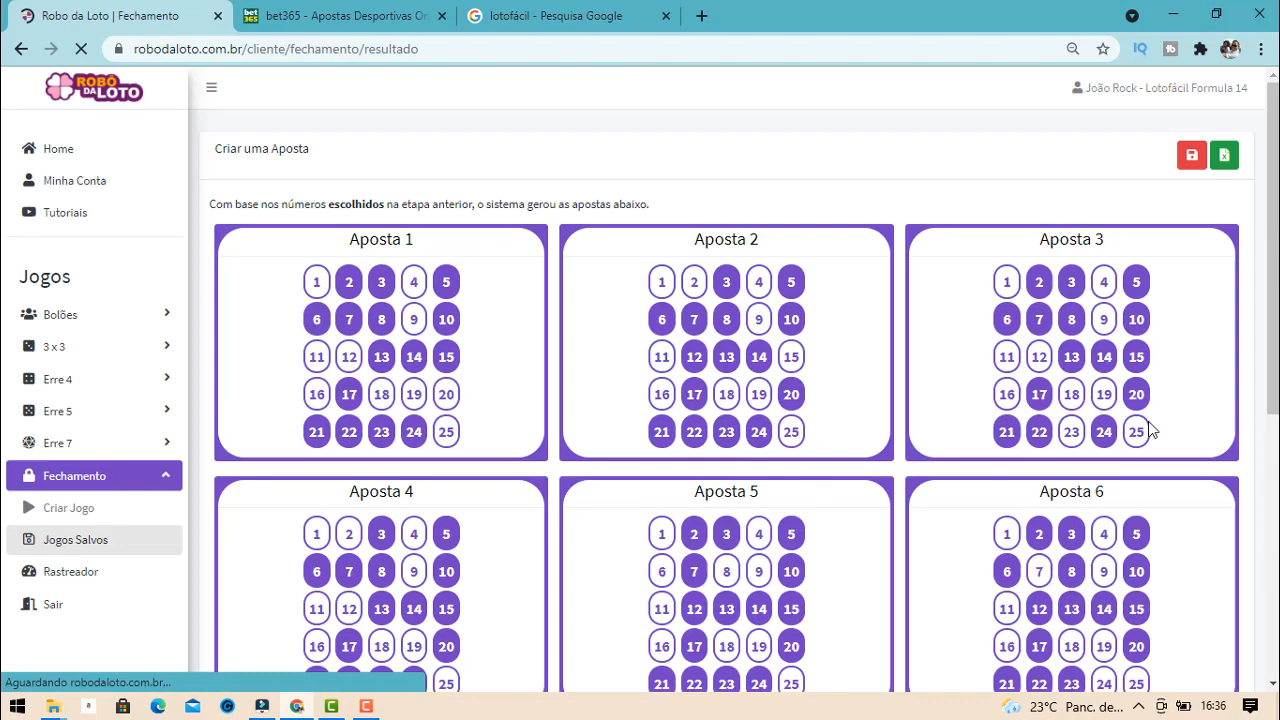 Robo da Loto | Fechamento
bet365 - Apostas Desportivas On
lotofácil - Pesquisa Google
robodaloto.com.br/cliente/fechamento/resultado
IQ
ROBÔ
DA LOTO
João Rock - Lotofácil Formula 14
Home
Minha Conta
Tutoriais
Jogos
Bolões
3 x 3
Erre 4
Erre 5
Erre 7
Fechamento
Criar Jogo
Jogos Salvos
Rastreador
Sair
Criar uma Aposta
Com base nos números escolhidos na etapa anterior, o sistema gerou as apostas abaixo.
Aposta 1
1 2 3 4 5
6 7 8 9 10
11 12 13 14 15
16 17 18 19 20
21 22 23 24 25
Aposta 2
1 2 3 4 5
6 7 8 9 10
11 12 13 14 15
16 17 18 19 20
21 22 23 24 25
Aposta 3
1 2 3 4 5
6 7 8 9 10
11 12 13 14 15
16 17 18 19 20
21 22 23 24 25
Aposta 4
1 2 3 4 5
6 7 8 9 10
11 12 13 14 15
16 17 18 19 20
25
Aposta 5
1 2 3 4 5
6 7 8 9 10
11 12 13 14 15
16 17 18 19 20
21 22 23 24 25
Aposta 6
1 2 3 4 5
6 7 8 9 10
11 12 13 14 15
16 17 18 19 20
21 22 23 24 25
Aguardando robodaloto.com.br...
23°C Panc. de... 16:36